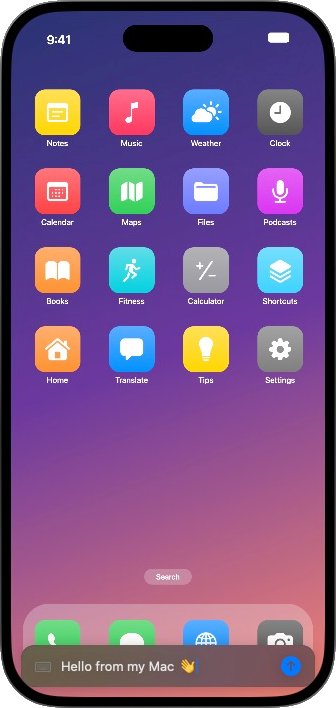 9:41
Notes
Music
Weather
Clock
Calendar
Maps
Files
Podcasts
Books
Fitness
Calculator
Shortcuts
Home
Translate
Tips
Settings
Search
Hello from my Mac 👋